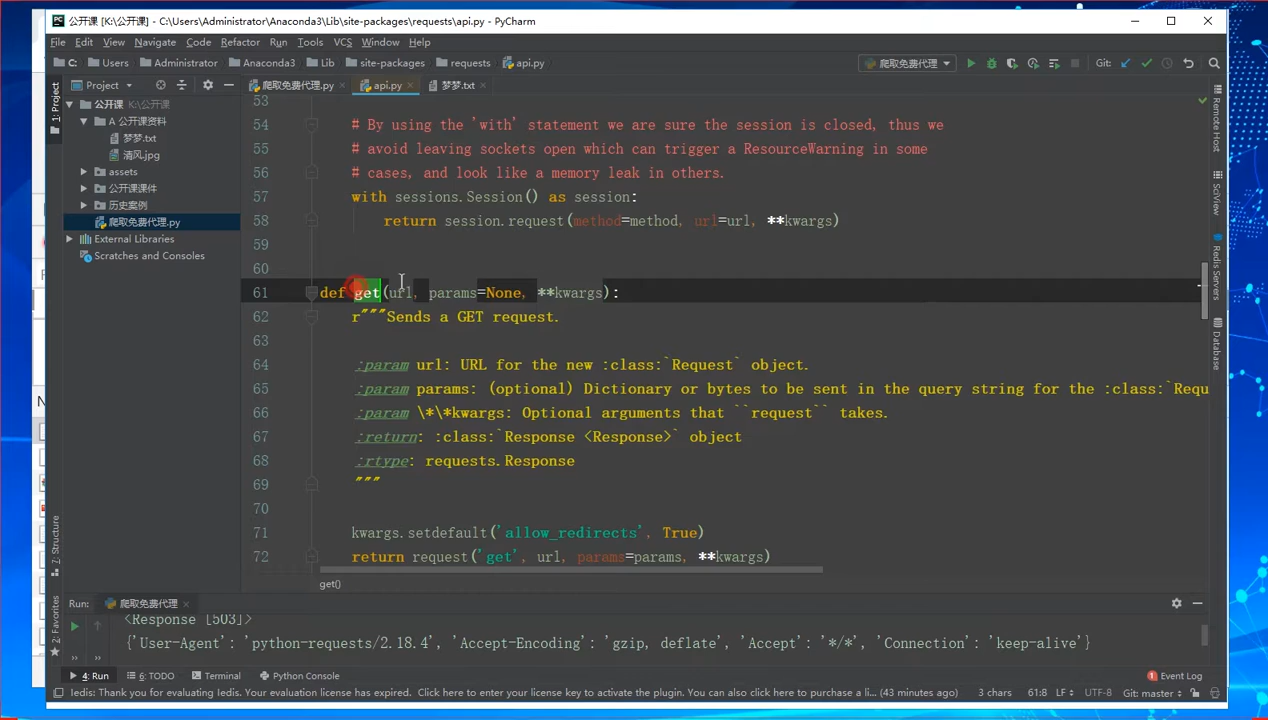 公开课 [K:\公开课] - C:\Users\Administrator\Anaconda3\Lib\site-packages\requests\api.py - PyCharm
File Edit View Navigate Code Refactor Run Tools VCS Window Help
C: Users Administrator Anaconda3 Lib site-packages requests api.py 爬取免费代理 Git:
Project 爬取免费代理.py api.py 梦梦.txt
1: Project
公开课 K:\公开课
A 公开课资料
梦梦.txt
清风.jpg
assets
公开课课件
历史案例
爬取免费代理.py
External Libraries
Scratches and Consoles
53
54 # By using the 'with' statement we are sure the session is closed, thus we
55 # avoid leaving sockets open which can trigger a ResourceWarning in some
56 # cases, and look like a memory leak in others.
57 with sessions.Session() as session:
58 return session.request(method=method, url=url, **kwargs)
59
60
61 def get(url, params=None, **kwargs):
62 r"""Sends a GET request.
63
64 :param url: URL for the new :class:`Request` object.
65 :param params: (optional) Dictionary or bytes to be sent in the query string for the :class:`Requ
66 :param \*\*kwargs: Optional arguments that ``request`` takes.
67 :return: :class:`Response <Response>` object
68 :rtype: requests.Response
69 """
70
71 kwargs.setdefault('allow_redirects', True)
72 return request('get', url, params=params, **kwargs)
get()
Remote Host
SciView
Redis Servers
Database
7: Structure
2: Favorites
Run: 爬取免费代理
<Response [503]>
{'User-Agent': 'python-requests/2.18.4', 'Accept-Encoding': 'gzip, deflate', 'Accept': '*/*', 'Connection': 'keep-alive'}
4: Run 6: TODO Terminal Python Console Event Log
Iedis: Thank you for evaluating Iedis. Your evaluation license has expired. Click here to enter your license key to activate the plugin. You can also click here to purchase a li... (43 minutes ago) 3 chars 61:8 LF UTF-8 Git: master